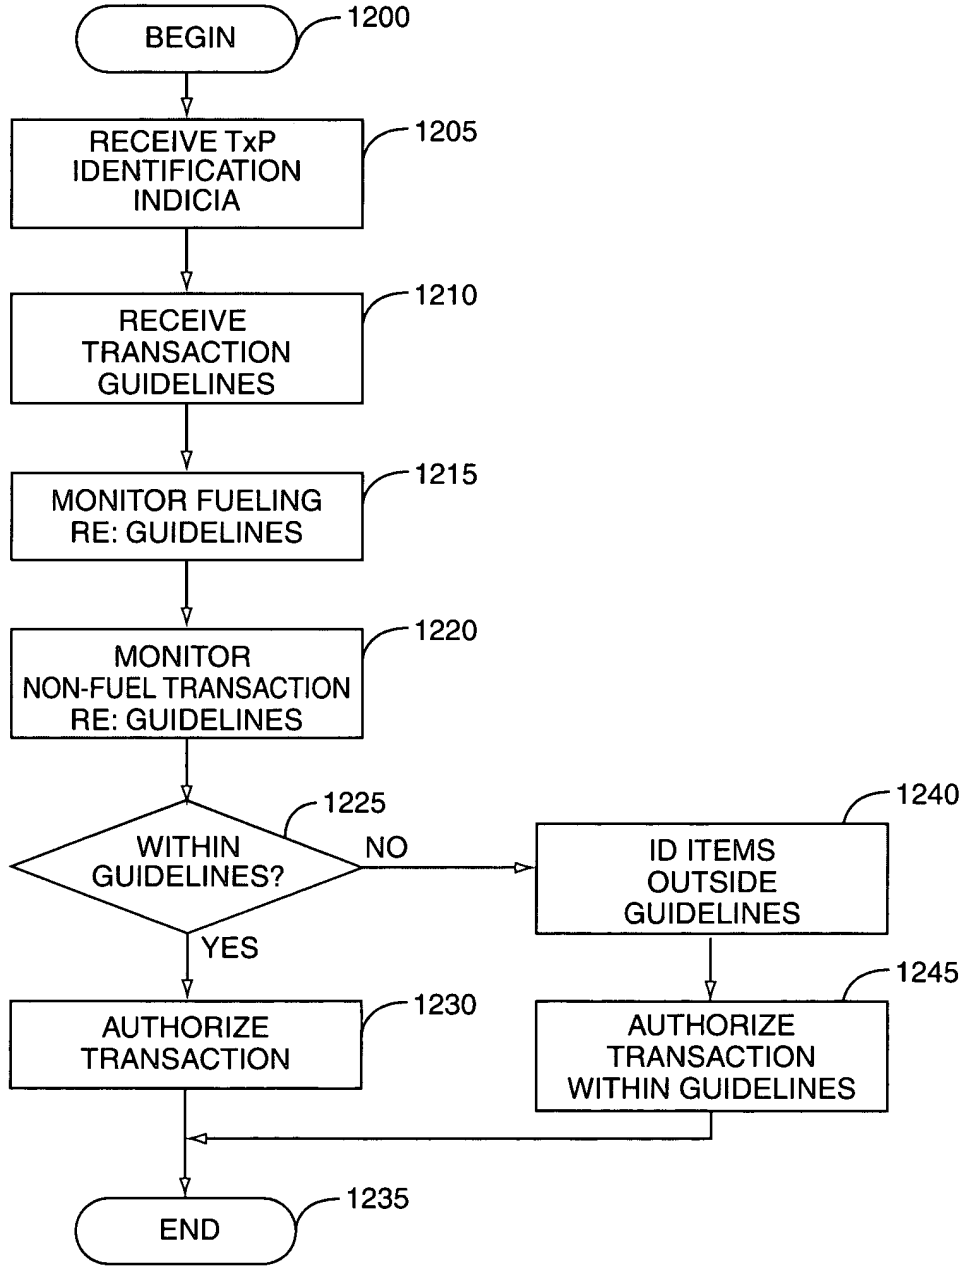 BEGIN
1200
RECEIVE TxP
IDENTIFICATION
INDICIA
1205
RECEIVE
TRANSACTION
GUIDELINES
1210
MONITOR FUELING
RE: GUIDELINES
1215
MONITOR
NON-FUEL TRANSACTION
RE: GUIDELINES
1220
WITHIN
GUIDELINES?
1225
NO
YES
ID ITEMS
OUTSIDE
GUIDELINES
1240
AUTHORIZE
TRANSACTION
1230
AUTHORIZE
TRANSACTION
WITHIN GUIDELINES
1245
END
1235